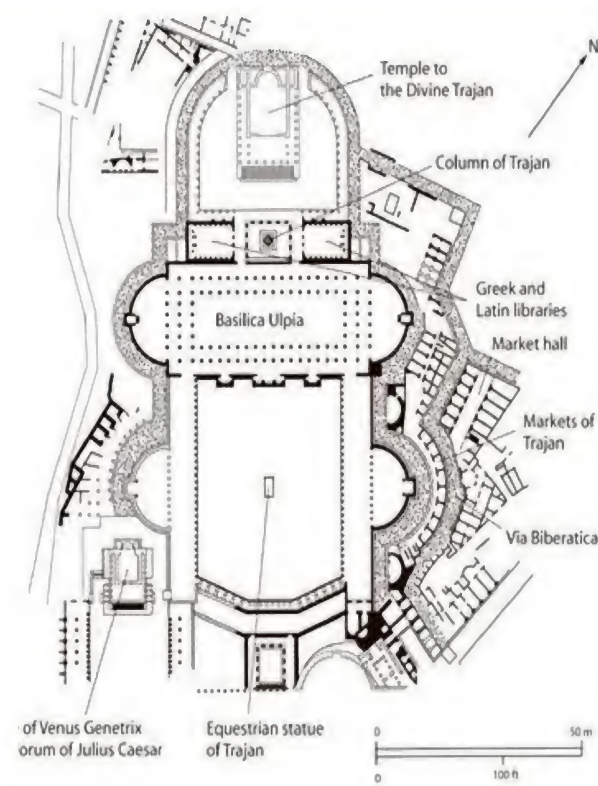 N
Temple to
the Divine Trajan
Column of Trajan
Greek and
Latin libraries
Basilica Ulpia
Market hall
Markets of
Trajan
Via Biberatica
of Venus Genetrix
orum of Julius Caesar
Equestrian statue
of Trajan
0 50 m
0 100 ft